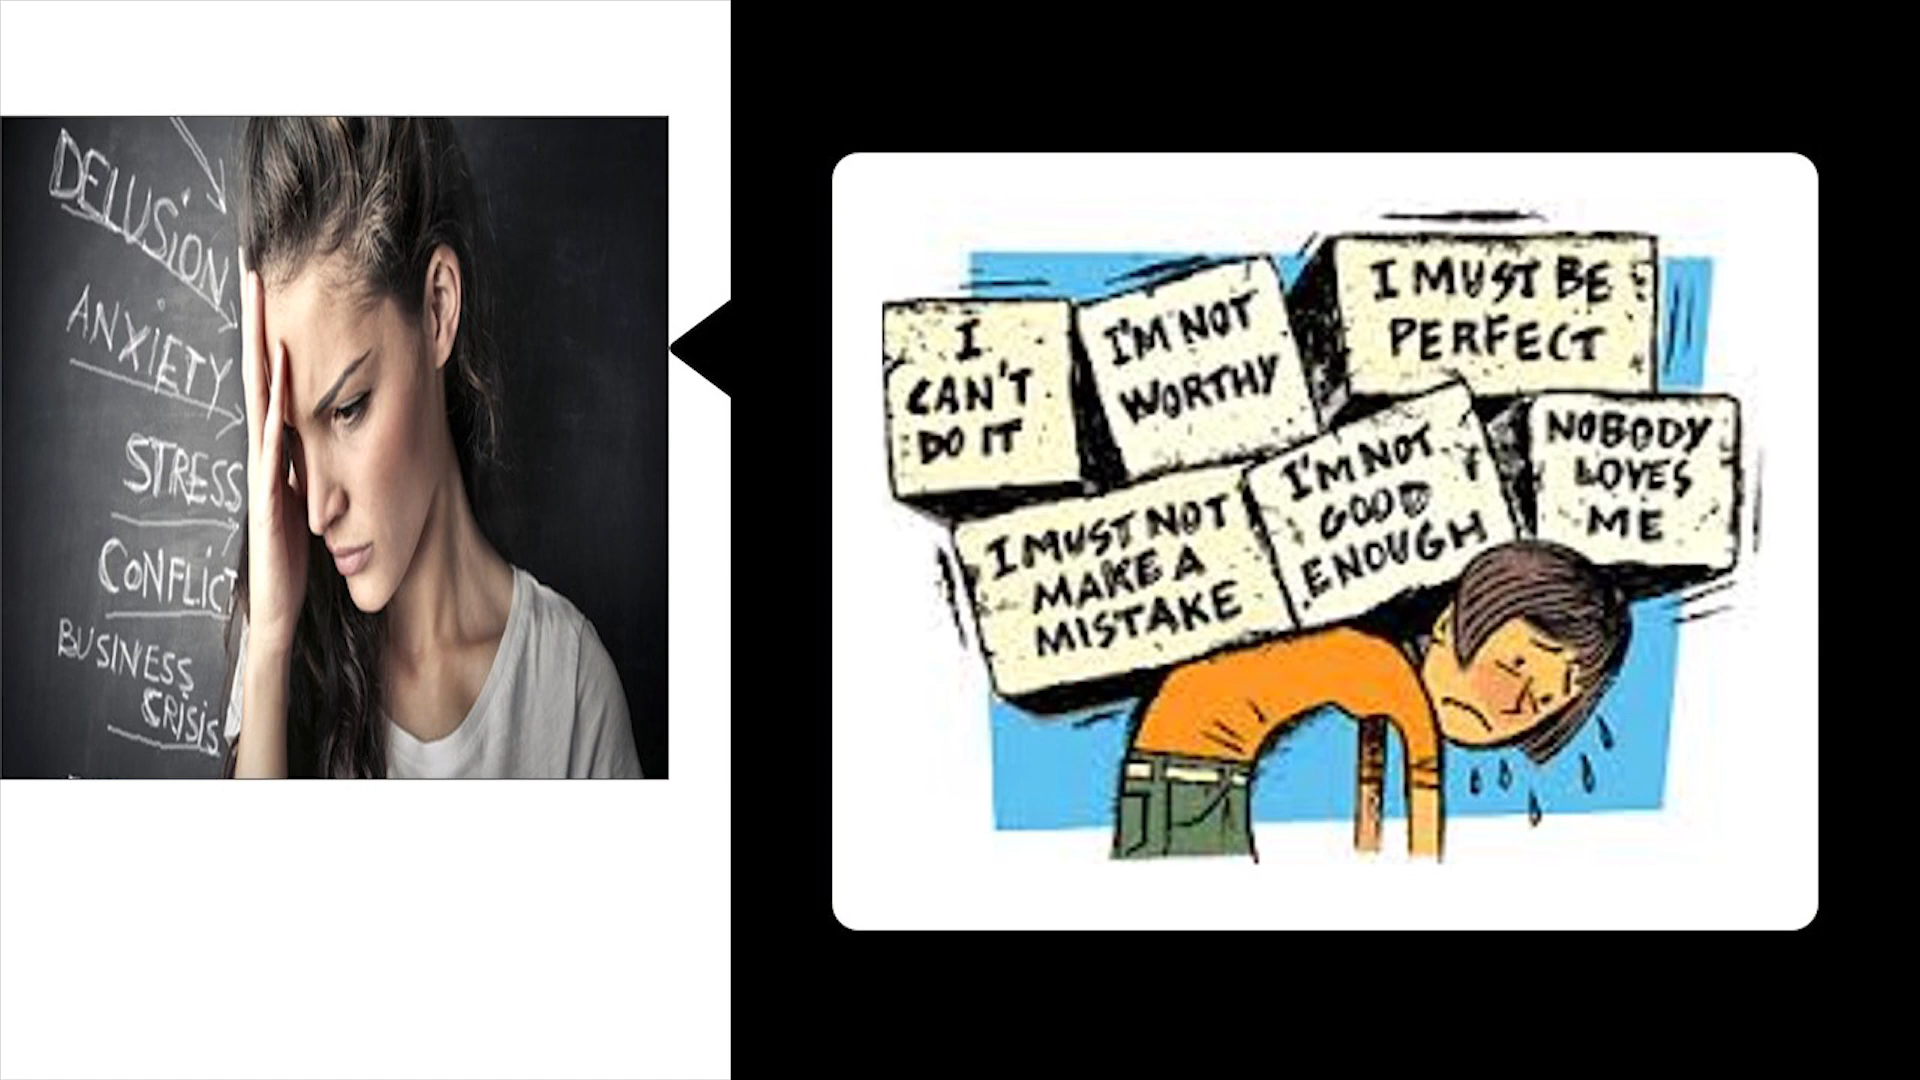 DELUSiON
ANXiETY
STRESS
CONFLiCT
BUSINESS
CRiSiS
I
CAN'T
DO IT
I'M NOT
WORTHY
I MUST BE
PERFECT
I MUST NOT
MAKE A
MISTAKE
I'M NOT
GOOD
ENOUGH
NOBODY
LOVES
ME